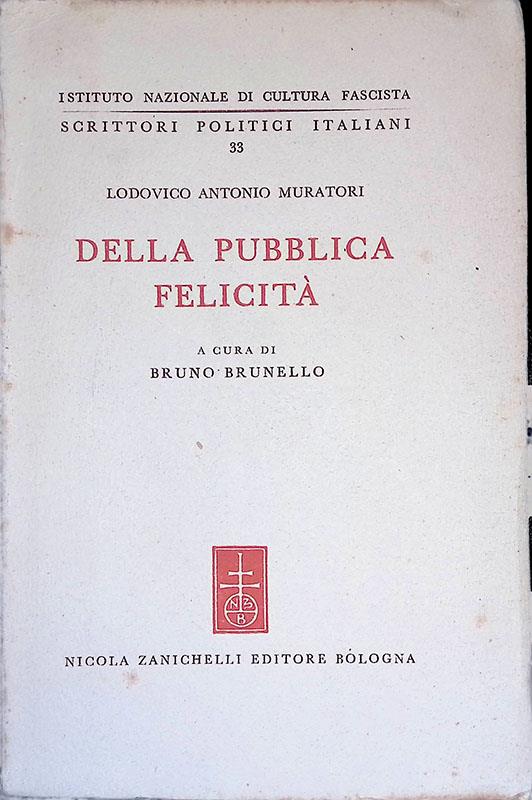 ISTITUTO NAZIONALE DI CULTURA FASCISTA
SCRITTORI POLITICI ITALIANI
33
LODOVICO ANTONIO MURATORI
DELLA PUBBLICA
FELICITÀ
A CURA DI
BRUNO BRUNELLO
N Z
B
NICOLA ZANICHELLI EDITORE BOLOGNA